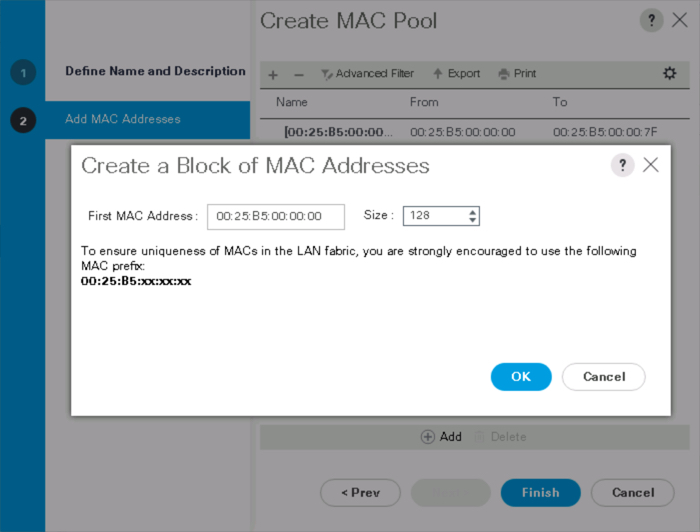 Create MAC Pool
?
1
Define Name and Description
2
Add MAC Addresses
+ − Advanced Filter Export Print
Name From To
[00:25:B5:00:00... 00:25:B5:00:00:00 00:25:B5:00:00:7F
Create a Block of MAC Addresses
?
First MAC Address : 00:25:B5:00:00:00 Size : 128
To ensure uniqueness of MACs in the LAN fabric, you are strongly encouraged to use the following
MAC prefix:
00:25:B5:xx:xx:xx
OK Cancel
Add Delete
< Prev Finish Cancel